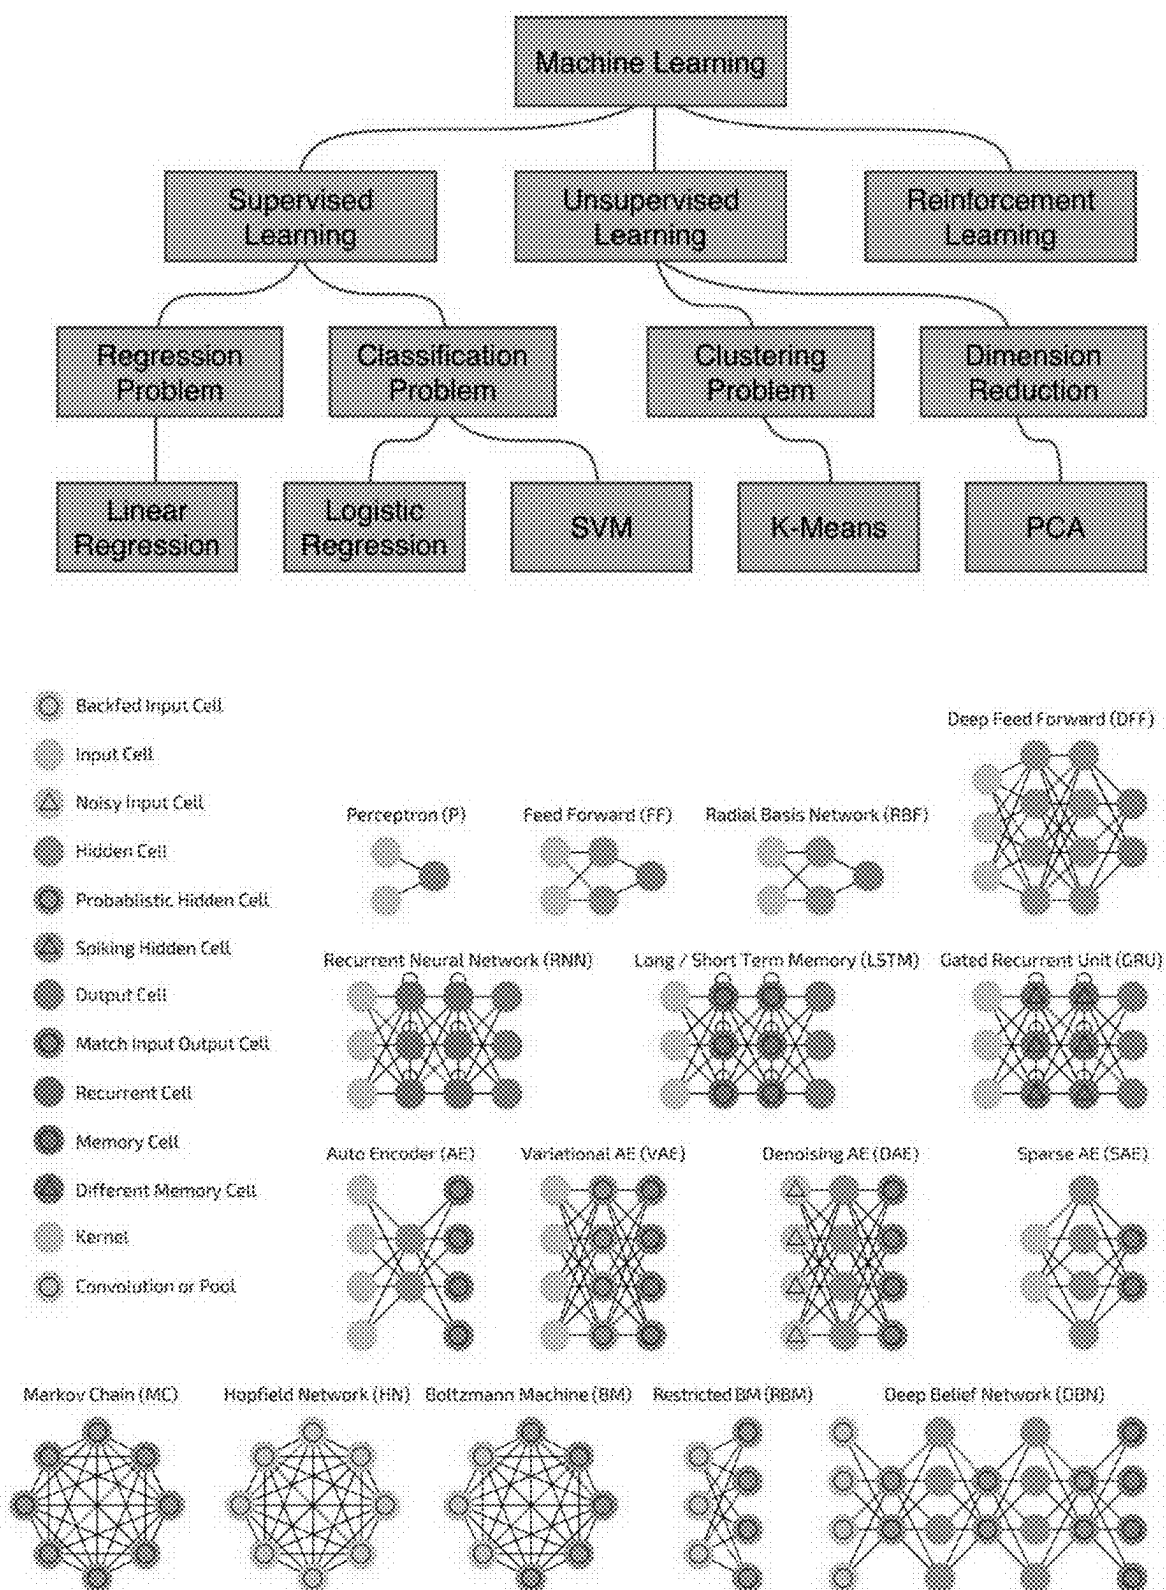 Machine Learning
Supervised
Learning
Unsupervised
Learning
Reinforcement
Learning
Regression
Problem
Classification
Problem
Clustering
Problem
Dimension
Reduction
Linear
Regression
Logistic
Regression
SVM
K-Means
PCA
Backfed Input Cell
Input Cell
Noisy Input Cell
Hidden Cell
Probablistic Hidden Cell
Spiking Hidden Cell
Output Cell
Match Input Output Cell
Recurrent Cell
Memory Cell
Different Memory Cell
Kernel
Convolution or Pool
Deep Feed Forward (DFF)
Perceptron (P)
Feed Forward (FF)
Radial Basis Network (RBF)
Recurrent Neural Network (RNN)
Long / Short Term Memory (LSTM)
Gated Recurrent Unit (GRU)
Auto Encoder (AE)
Variational AE (VAE)
Denoising AE (DAE)
Sparse AE (SAE)
Markov Chain (MC)
Hopfield Network (HN)
Boltzmann Machine (BM)
Restricted BM (RBM)
Deep Belief Network (DBN)